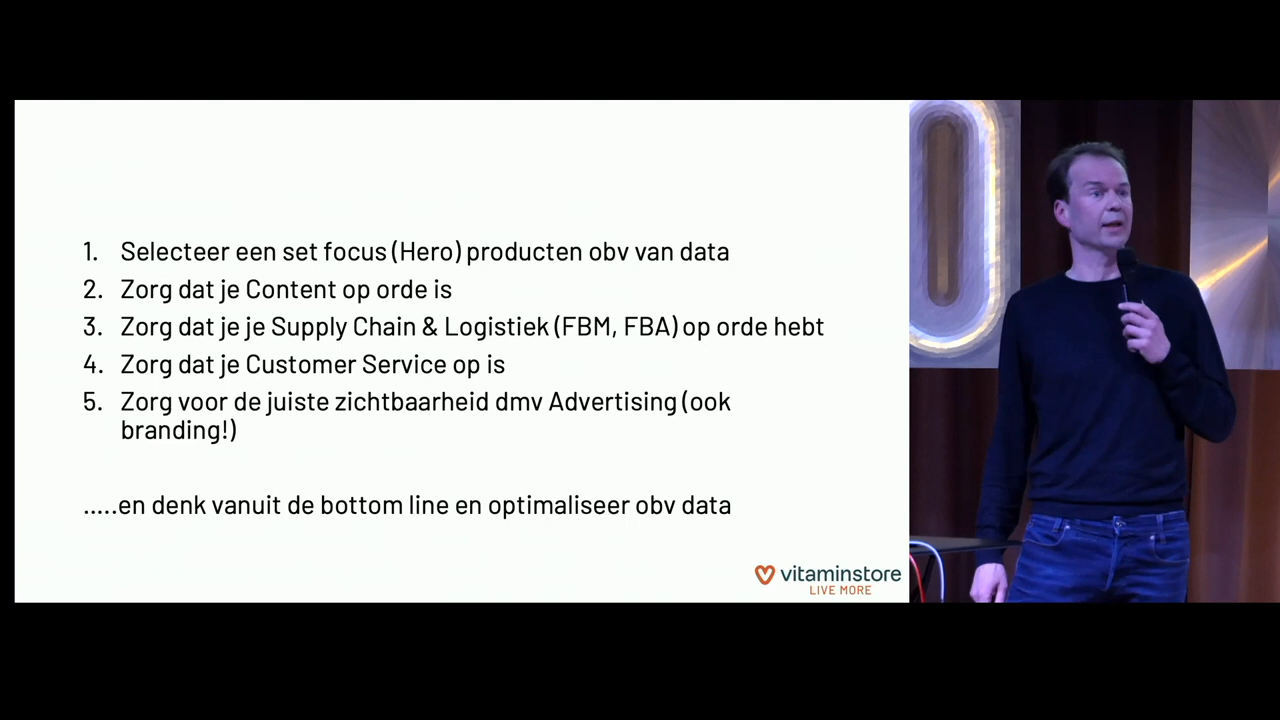 1. Selecteer een set focus (Hero) producten obv van data
2. Zorg dat je Content op orde is
3. Zorg dat je je Supply Chain & Logistiek (FBM, FBA) op orde hebt
4. Zorg dat je Customer Service op is
5. Zorg voor de juiste zichtbaarheid dmv Advertising (ook
branding!)
.....en denk vanuit de bottom line en optimaliseer obv data
vitaminstore
LIVE MORE